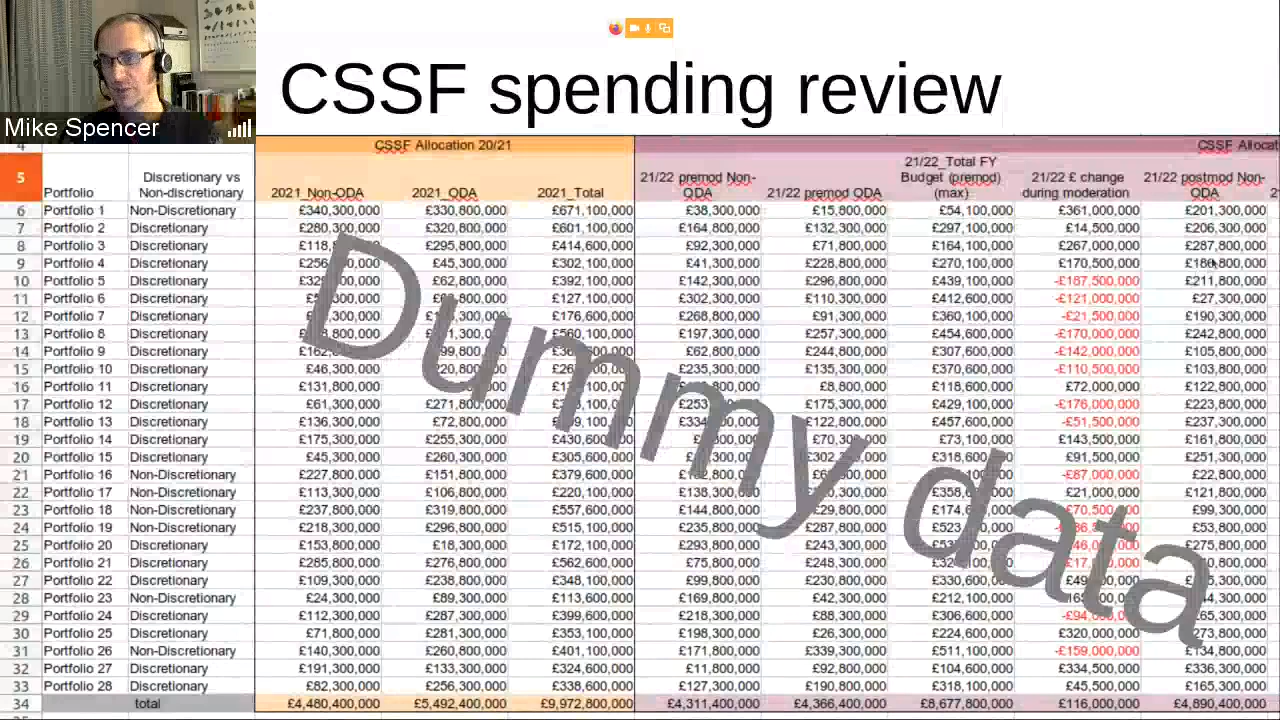 CSSF spending review
Mike Spencer
4 CSSF Allocation 20/21 CSSF Allocat
5 Portfolio Discretionary vs Non-discretionary 2021_Non-ODA 2021_ODA 2021_Total 21/22 premod Non-ODA 21/22 premod ODA 21/22_Total FY Budget (premod) (max) 21/22 £ change during moderation 21/22 postmod Non-ODA 2
6 Portfolio 1 Non-Discretionary £340,300,000 £330,800,000 £671,100,000 £38,300,000 £15,800,000 £54,100,000 £361,000,000 £201,300,000
7 Portfolio 2 Discretionary £280,300,000 £320,800,000 £601,100,000 £164,800,000 £132,300,000 £297,100,000 £14,500,000 £206,300,000
8 Portfolio 3 Discretionary £295,800,000 £414,600,000 £92,300,000 £71,800,000 £164,100,000 £267,000,000 £287,800,000
9 Portfolio 4 Discretionary £45,300,000 £302,100,000 £41,300,000 £228,800,000 £270,100,000 £170,500,000
10 Portfolio 5 Discretionary £62,800,000 £392,100,000 £142,300,000 £296,800,000 £439,100,000 -£187,500,000 £211,800,000
11 Portfolio 6 Discretionary £127,100,000 £302,300,000 £110,300,000 £412,600,000 -£121,000,000 £27,300,000
12 Portfolio 7 Discretionary £176,600,000 £268,800,000 £91,300,000 £360,100,000 -£21,500,000 £190,300,000
13 Portfolio 8 Discretionary £560,100,000 £197,300,000 £257,300,000 £454,600,000 -£170,000,000 £242,800,000
14 Portfolio 9 Discretionary £62,800,000 £244,800,000 £307,600,000 -£142,000,000 £105,800,000
15 Portfolio 10 Discretionary £46,300,000 £235,300,000 £135,300,000 £370,600,000 -£110,500,000 £103,800,000
16 Portfolio 11 Discretionary £131,800,000 £8,800,000 £118,600,000 £72,000,000 £122,800,000
17 Portfolio 12 Discretionary £61,300,000 £271,800,000 £175,300,000 £429,100,000 -£176,000,000 £223,800,000
18 Portfolio 13 Discretionary £136,300,000 £72,800,000 £122,800,000 £457,600,000 -£51,500,000 £237,300,000
19 Portfolio 14 Discretionary £175,300,000 £255,300,000 £430,600,000 £73,100,000 £143,500,000 £161,800,000
20 Portfolio 15 Discretionary £45,300,000 £260,300,000 £305,600,000 £91,500,000 £251,300,000
21 Portfolio 16 Non-Discretionary £227,800,000 £151,800,000 £379,600,000 -£87,000,000 £22,800,000
22 Portfolio 17 Non-Discretionary £113,300,000 £106,800,000 £220,100,000 £138,300,000 £21,000,000 £121,800,000
23 Portfolio 18 Non-Discretionary £237,800,000 £319,800,000 £557,600,000 £144,800,000 £29,800,000 £99,300,000
24 Portfolio 19 Non-Discretionary £218,300,000 £296,800,000 £515,100,000 £235,800,000 £287,800,000 £53,800,000
25 Portfolio 20 Discretionary £153,800,000 £18,300,000 £172,100,000 £293,800,000 £243,300,000 £275,800,000
26 Portfolio 21 Discretionary £285,800,000 £276,800,000 £562,600,000 £75,800,000 £248,300,000 £91,300,000
27 Portfolio 22 Discretionary £109,300,000 £238,800,000 £348,100,000 £99,800,000 £230,800,000 £330,600,000
28 Portfolio 23 Non-Discretionary £24,300,000 £89,300,000 £113,600,000 £169,800,000 £42,300,000 £212,100,000
29 Portfolio 24 Discretionary £112,300,000 £287,300,000 £399,600,000 £218,300,000 £88,300,000 £306,600,000
30 Portfolio 25 Discretionary £71,800,000 £281,300,000 £353,100,000 £198,300,000 £26,300,000 £224,600,000 £320,000,000
31 Portfolio 26 Non-Discretionary £140,300,000 £260,800,000 £401,100,000 £171,800,000 £339,300,000 £511,100,000 -£159,000,000 £134,800,000
32 Portfolio 27 Discretionary £191,300,000 £133,300,000 £324,600,000 £11,800,000 £92,800,000 £104,600,000 £334,500,000 £336,300,000
33 Portfolio 28 Discretionary £82,300,000 £256,300,000 £338,600,000 £127,300,000 £190,800,000 £318,100,000 £45,500,000 £165,300,000
34 total £4,480,400,000 £5,492,400,000 £9,972,800,000 £4,311,400,000 £4,366,400,000 £8,677,800,000 £116,000,000 £4,890,400,000
Dummy data